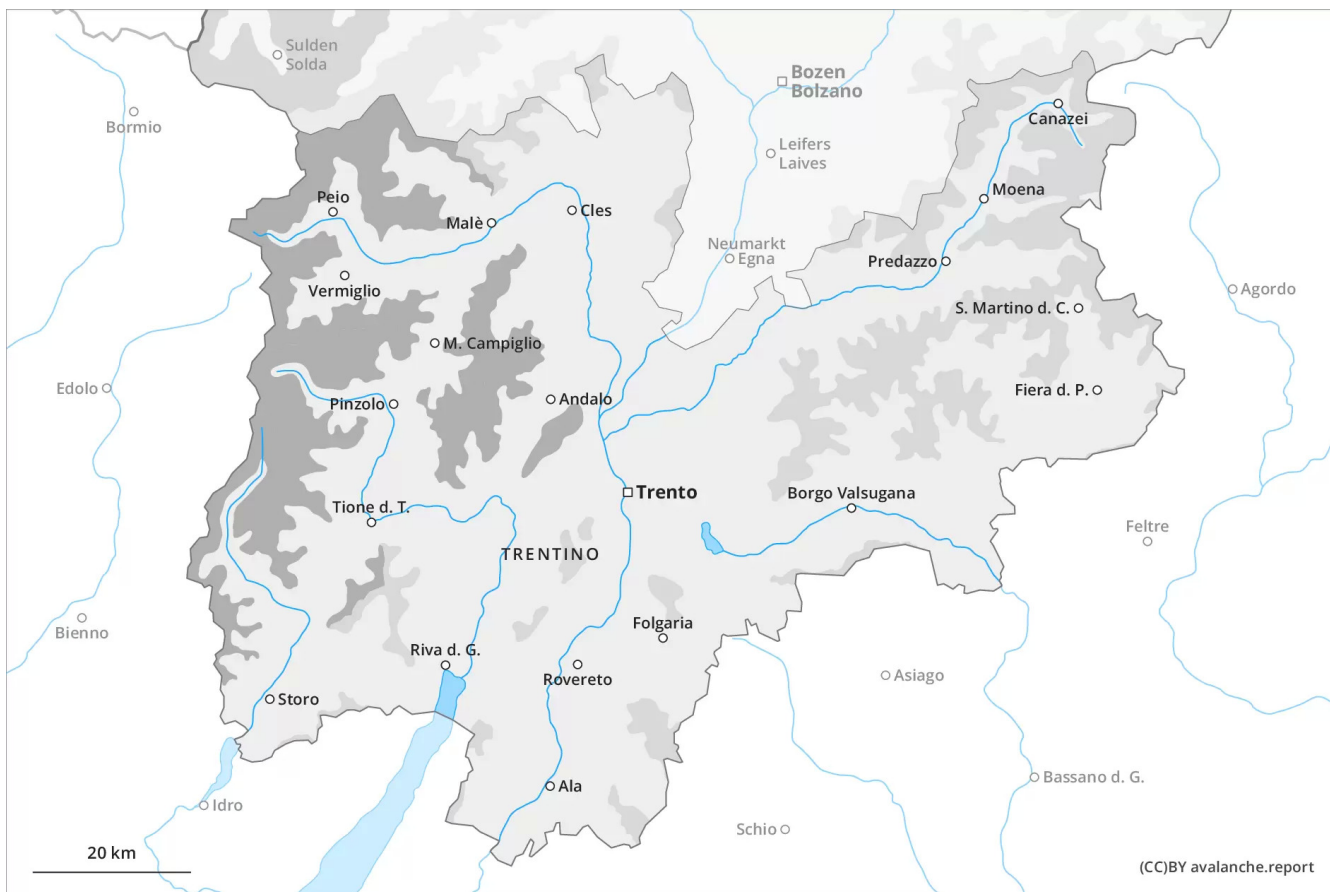 Sulden
Solda
Bozen
Bolzano
Bormio
Canazei
Leifers
Laives
Peio
Moena
Malè
Cles
Neumarkt
Egna
Predazzo
Vermiglio
Agordo
S. Martino d. C.
M. Campiglio
Edolo
Fiera d. P.
Andalo
Pinzolo
Trento
Borgo Valsugana
Tione d. T.
Feltre
TRENTINO
Folgaria
Bienno
Riva d. G.
Asiago
Rovereto
Storo
Bassano d. G.
Ala
Idro
Schio
20 km
(CC)BY avalanche.report